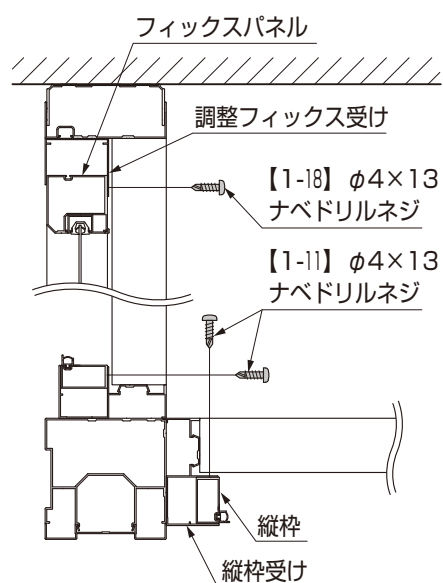 フィックスパネル
調整フィックス受け
【1-18】φ4×13
ナベドリルネジ
【1-11】φ4×13
ナベドリルネジ
縦枠
縦枠受け